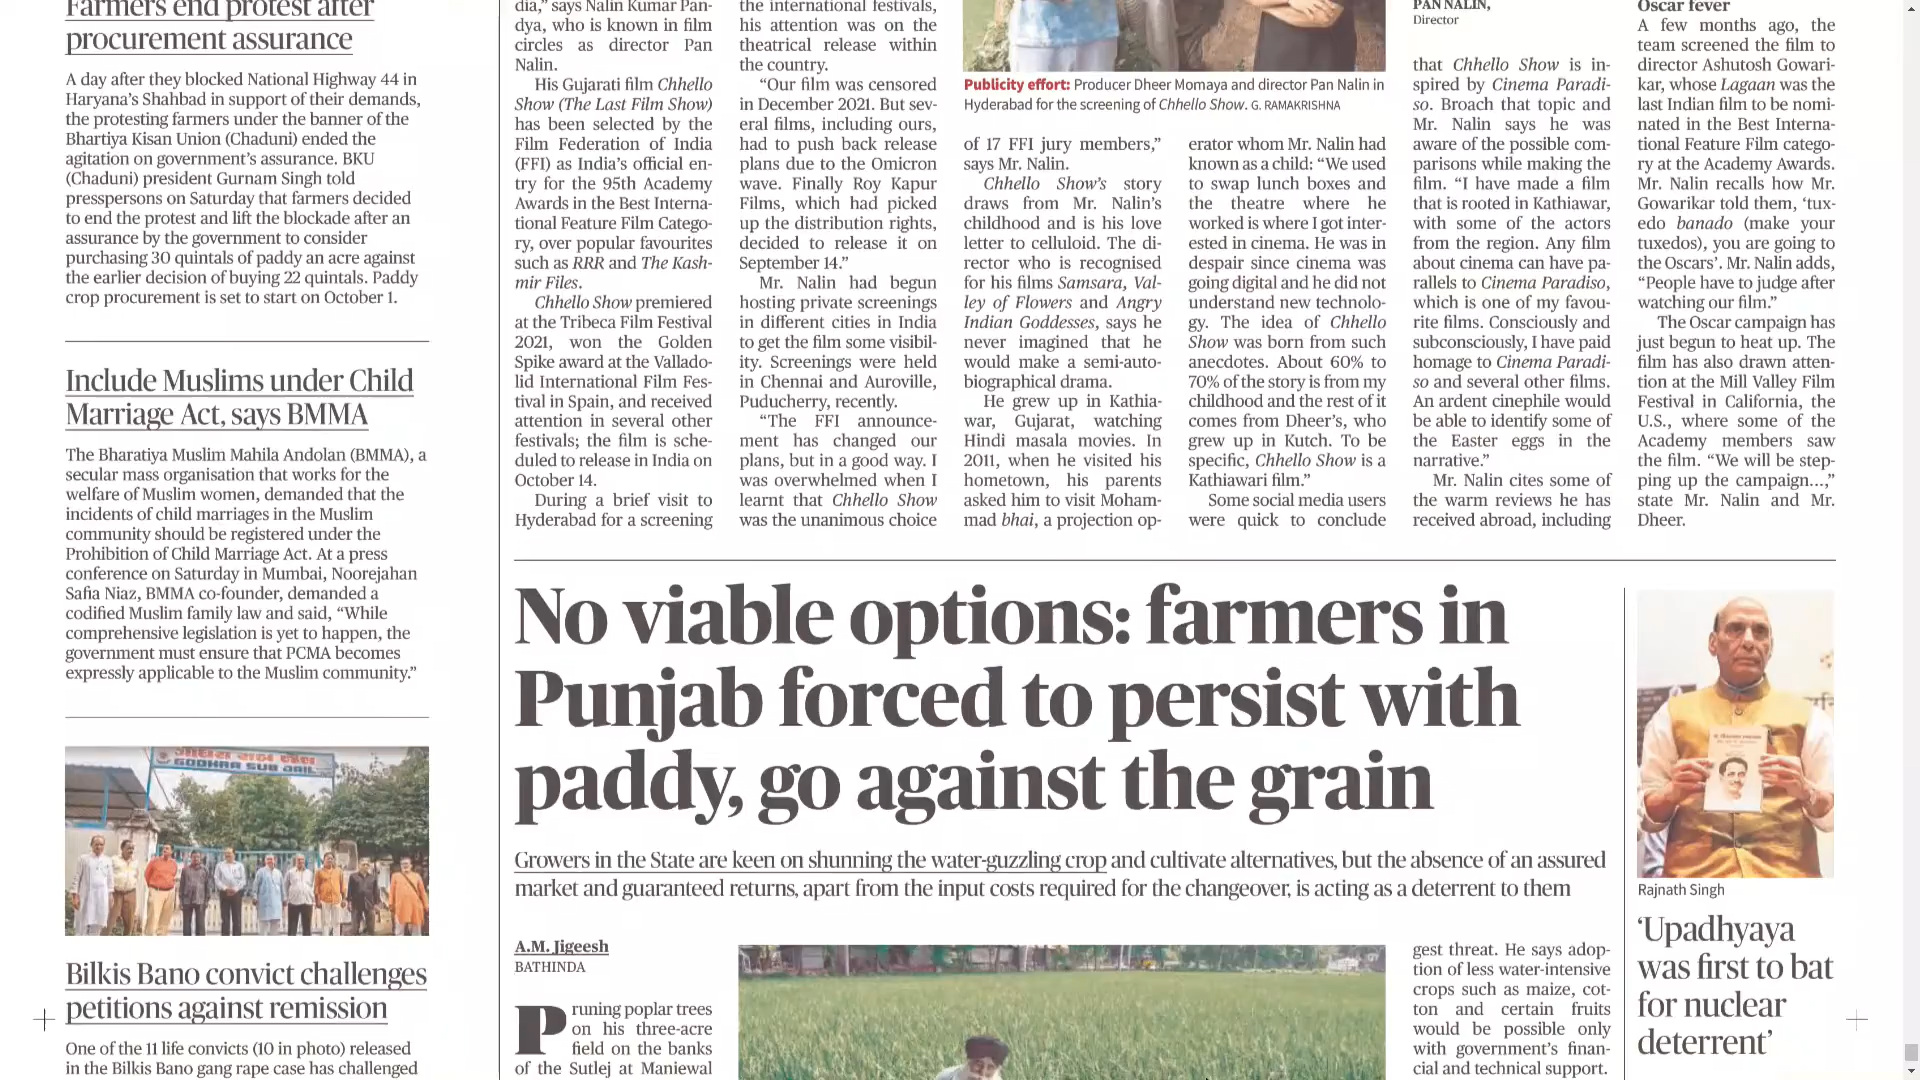 Farmers end protest after
procurement assurance
A day after they blocked National Highway 44 in
Haryana’s Shahbad in support of their demands,
the protesting farmers under the banner of the
Bhartiya Kisan Union (Chaduni) ended the
agitation on government’s assurance. BKU
(Chaduni) president Gurnam Singh told
presspersons on Saturday that farmers decided
to end the protest and lift the blockade after an
assurance by the government to consider
purchasing 30 quintals of paddy an acre against
the earlier decision of buying 22 quintals. Paddy
crop procurement is set to start on October 1.
Include Muslims under Child
Marriage Act, says BMMA
The Bharatiya Muslim Mahila Andolan (BMMA), a
secular mass organisation that works for the
welfare of Muslim women, demanded that the
incidents of child marriages in the Muslim
community should be registered under the
Prohibition of Child Marriage Act. At a press
conference on Saturday in Mumbai, Noorejahan
Safia Niaz, BMMA co-founder, demanded a
codified Muslim family law and said, “While
comprehensive legislation is yet to happen, the
government must ensure that PCMA becomes
expressly applicable to the Muslim community.”
GODHRA SUB JAIL
Bilkis Bano convict challenges
petitions against remission
One of the 11 life convicts (10 in photo) released
in the Bilkis Bano gang rape case has challenged
dia,” says Nalin Kumar Pan-
dya, who is known in film
circles as director Pan
Nalin.
His Gujarati film Chhello
Show (The Last Film Show)
has been selected by the
Film Federation of India
(FFI) as India’s official en-
try for the 95th Academy
Awards in the Best Interna-
tional Feature Film Catego-
ry, over popular favourites
such as RRR and The Kash-
mir Files.
Chhello Show premiered
at the Tribeca Film Festival
2021, won the Golden
Spike award at the Vallado-
lid International Film Fes-
tival in Spain, and received
attention in several other
festivals; the film is sche-
duled to release in India on
October 14.
During a brief visit to
Hyderabad for a screening
the international festivals,
his attention was on the
theatrical release within
the country.
“Our film was censored
in December 2021. But sev-
eral films, including ours,
had to push back release
plans due to the Omicron
wave. Finally Roy Kapur
Films, which had picked
up the distribution rights,
decided to release it on
September 14.”
Mr. Nalin had begun
hosting private screenings
in different cities in India
to get the film some visibil-
ity. Screenings were held
in Chennai and Auroville,
Puducherry, recently.
“The FFI announce-
ment has changed our
plans, but in a good way. I
was overwhelmed when I
learnt that Chhello Show
was the unanimous choice
Publicity effort: Producer Dheer Momaya and director Pan Nalin in
Hyderabad for the screening of Chhello Show. G. RAMAKRISHNA
of 17 FFI jury members,”
says Mr. Nalin.
Chhello Show’s story
draws from Mr. Nalin’s
childhood and is his love
letter to celluloid. The di-
rector who is recognised
for his films Samsara, Val-
ley of Flowers and Angry
Indian Goddesses, says he
never imagined that he
would make a semi-auto-
biographical drama.
He grew up in Kathia-
war, Gujarat, watching
Hindi masala movies. In
2011, when he visited his
hometown, his parents
asked him to visit Moham-
mad bhai, a projection op-
erator whom Mr. Nalin had
known as a child: “We used
to swap lunch boxes and
the theatre where he
worked is where I got inter-
ested in cinema. He was in
despair since cinema was
going digital and he did not
understand new technolo-
gy. The idea of Chhello
Show was born from such
anecdotes. About 60% to
70% of the story is from my
childhood and the rest of it
comes from Dheer’s, who
grew up in Kutch. To be
specific, Chhello Show is a
Kathiawari film.”
Some social media users
were quick to conclude
PAN NALIN,
Director
that Chhello Show is in-
spired by Cinema Paradi-
so. Broach that topic and
Mr. Nalin says he was
aware of the possible com-
parisons while making the
film. “I have made a film
that is rooted in Kathiawar,
with some of the actors
from the region. Any film
about cinema can have pa-
rallels to Cinema Paradiso,
which is one of my favou-
rite films. Consciously and
subconsciously, I have paid
homage to Cinema Paradi-
so and several other films.
An ardent cinephile would
be able to identify some of
the Easter eggs in the
narrative.”
Mr. Nalin cites some of
the warm reviews he has
received abroad, including
Oscar fever
A few months ago, the
team screened the film to
director Ashutosh Gowari-
kar, whose Lagaan was the
last Indian film to be nomi-
nated in the Best Interna-
tional Feature Film catego-
ry at the Academy Awards.
Mr. Nalin recalls how Mr.
Gowarikar told them, ‘tux-
edo banado (make your
tuxedos), you are going to
the Oscars’. Mr. Nalin adds,
“People have to judge after
watching our film.”
The Oscar campaign has
just begun to heat up. The
film has also drawn atten-
tion at the Mill Valley Film
Festival in California, the
U.S., where some of the
Academy members saw
the film. “We will be step-
ping up the campaign...,”
state Mr. Nalin and Mr.
Dheer.
No viable options: farmers in
Punjab forced to persist with
paddy, go against the grain
Growers in the State are keen on shunning the water-guzzling crop and cultivate alternatives, but the absence of an assured
market and guaranteed returns, apart from the input costs required for the changeover, is acting as a deterrent to them
A.M. Jigeesh
BATHINDA
Pruning poplar trees
on his three-acre
field on the banks
of the Sutlej at Maniewal
gest threat. He says adop-
tion of less water-intensive
crops such as maize, cot-
ton and certain fruits
would be possible only
with government’s finan-
cial and technical support.
Rajnath Singh
‘Upadhyaya
was first to bat
for nuclear
deterrent’